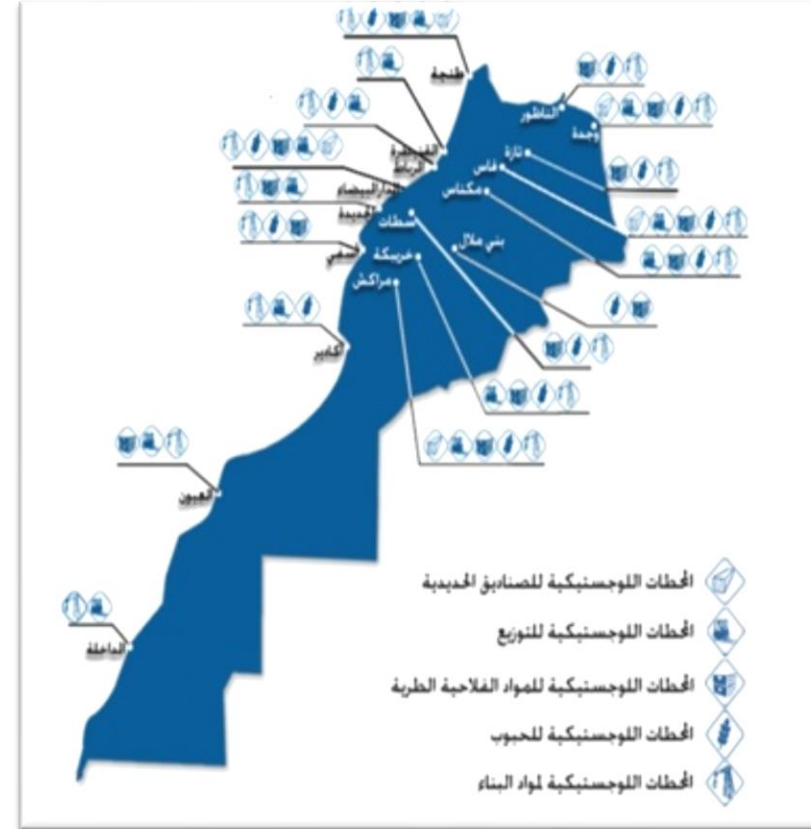 طنجة
الناظور
وجدة
القنيطرة
الرباط
تازة
فاس
مكناس
الدار البيضاء
الجديدة
سطات
بني ملال
أسفي
خريبكة
مراكش
أكادير
العيون
الداخلة
المحطات اللوجستيكية للصناديق الحديدية
المحطات اللوجستيكية للتوزيع
المحطات اللوجستيكية للمواد الفلاحية الطرية
المحطات اللوجستيكية للحبوب
المحطات اللوجستيكية لمواد البناء